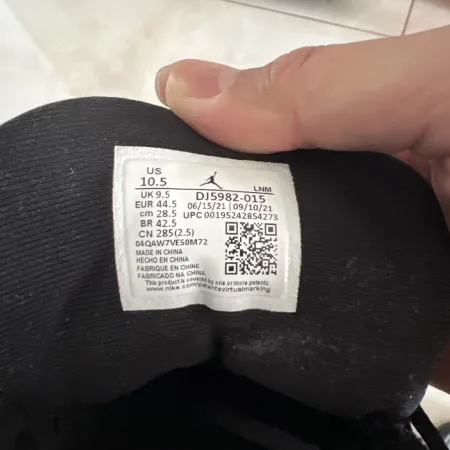 US
10.5
LNM
UK 9.5
DJ5982-015
EUR 44.5
06/15/21 | 09/10/21
cm 28.5
UPC 00195242854273
BR 42.5
CN 285(2.5)
04QAW7VE50M72
MADE IN CHINA
HECHO EN CHINA
FABRIQUE EN CHINE
FABRICADO NA CHINA
This product is covered by one or more patents:
www.nike.com/patentsvirtualmarking